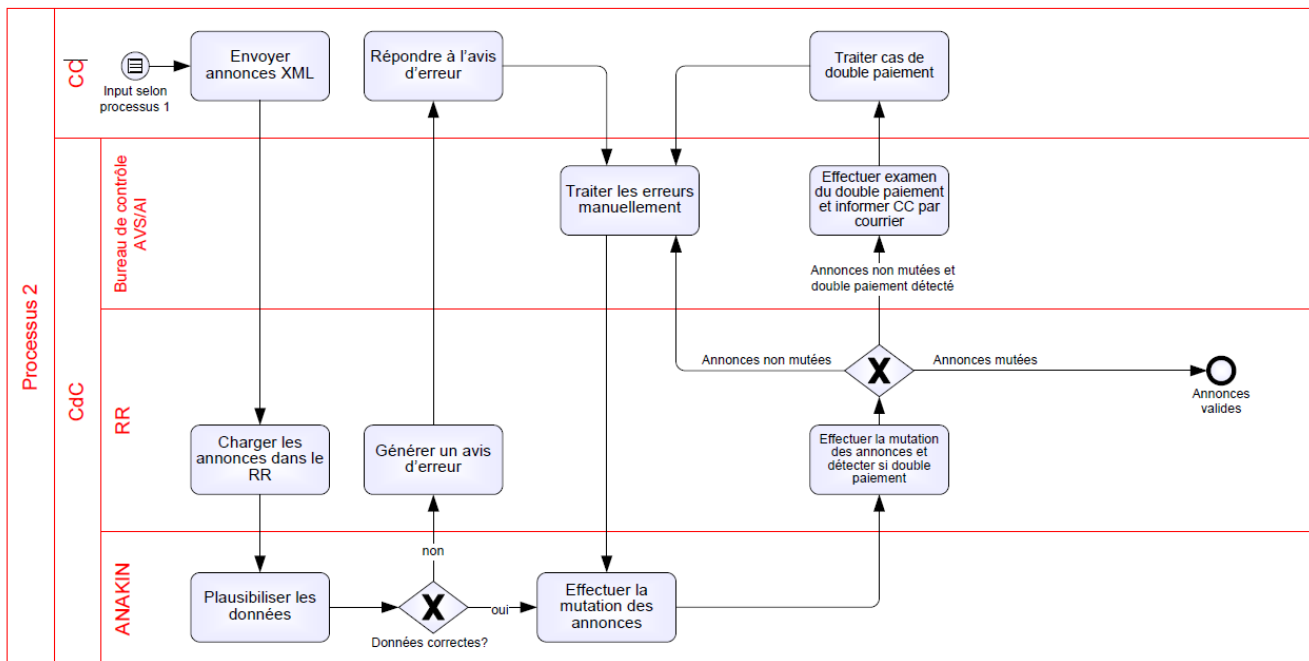 Processus 2
CC
Input selon
processus 1
Envoyer
annonces XML
Répondre à l’avis
d’erreur
Traiter cas de
double paiement
CdC
Bureau de contrôle
AVS/AI
Traiter les erreurs
manuellement
Effectuer examen
du double paiement
et informer CC par
courrier
Annonces non mutées et
double paiement détecté
RR
Annonces non mutées
X
Annonces mutées
Annonces
valides
Charger les
annonces dans le
RR
Générer un avis
d’erreur
Effectuer la mutation
des annonces et
détecter si double
paiement
ANAKIN
non
Plausibiliser les
données
X
oui
Données correctes?
Effectuer la
mutation des
annonces